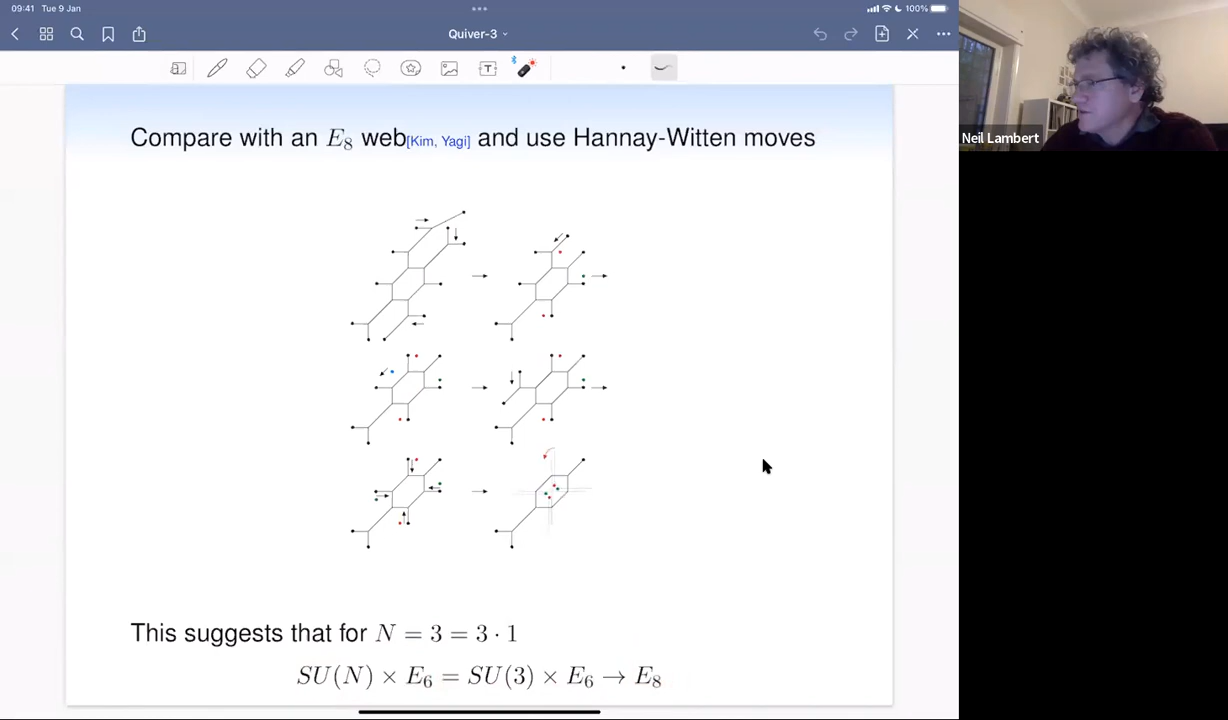 09:41 Tue 9 Jan
100%
Quiver-3
Compare with an E₈ web[Kim, Yagi] and use Hannay-Witten moves
Neil Lambert
This suggests that for N = 3 = 3 · 1
SU(N) × E₆ = SU(3) × E₆ → E₈